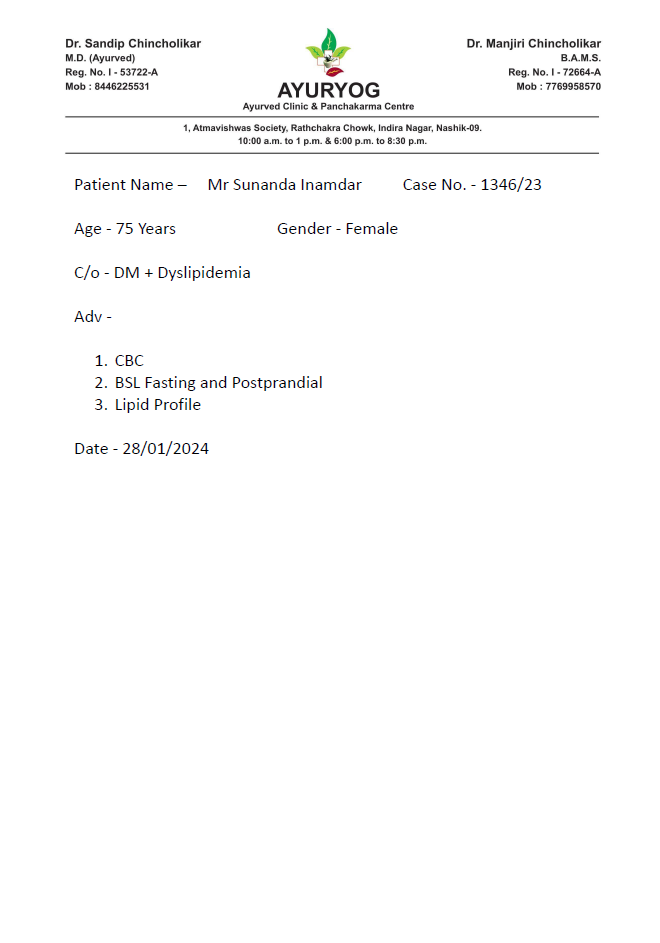 Dr. Sandip Chincholikar
M.D. (Ayurved)
Reg. No. I - 53722-A
Mob : 8446225531
AYURYOG
Ayurved Clinic & Panchakarma Centre
Dr. Manjiri Chincholikar
B.A.M.S.
Reg. No. I - 72664-A
Mob : 7769958570
1, Atmavishwas Society, Rathchakra Chowk, Indira Nagar, Nashik-09.
10:00 a.m. to 1 p.m. & 6:00 p.m. to 8:30 p.m.
Patient Name – Mr Sunanda Inamdar Case No. - 1346/23
Age - 75 Years Gender - Female
C/o - DM + Dyslipidemia
Adv -
1. CBC
2. BSL Fasting and Postprandial
3. Lipid Profile
Date - 28/01/2024